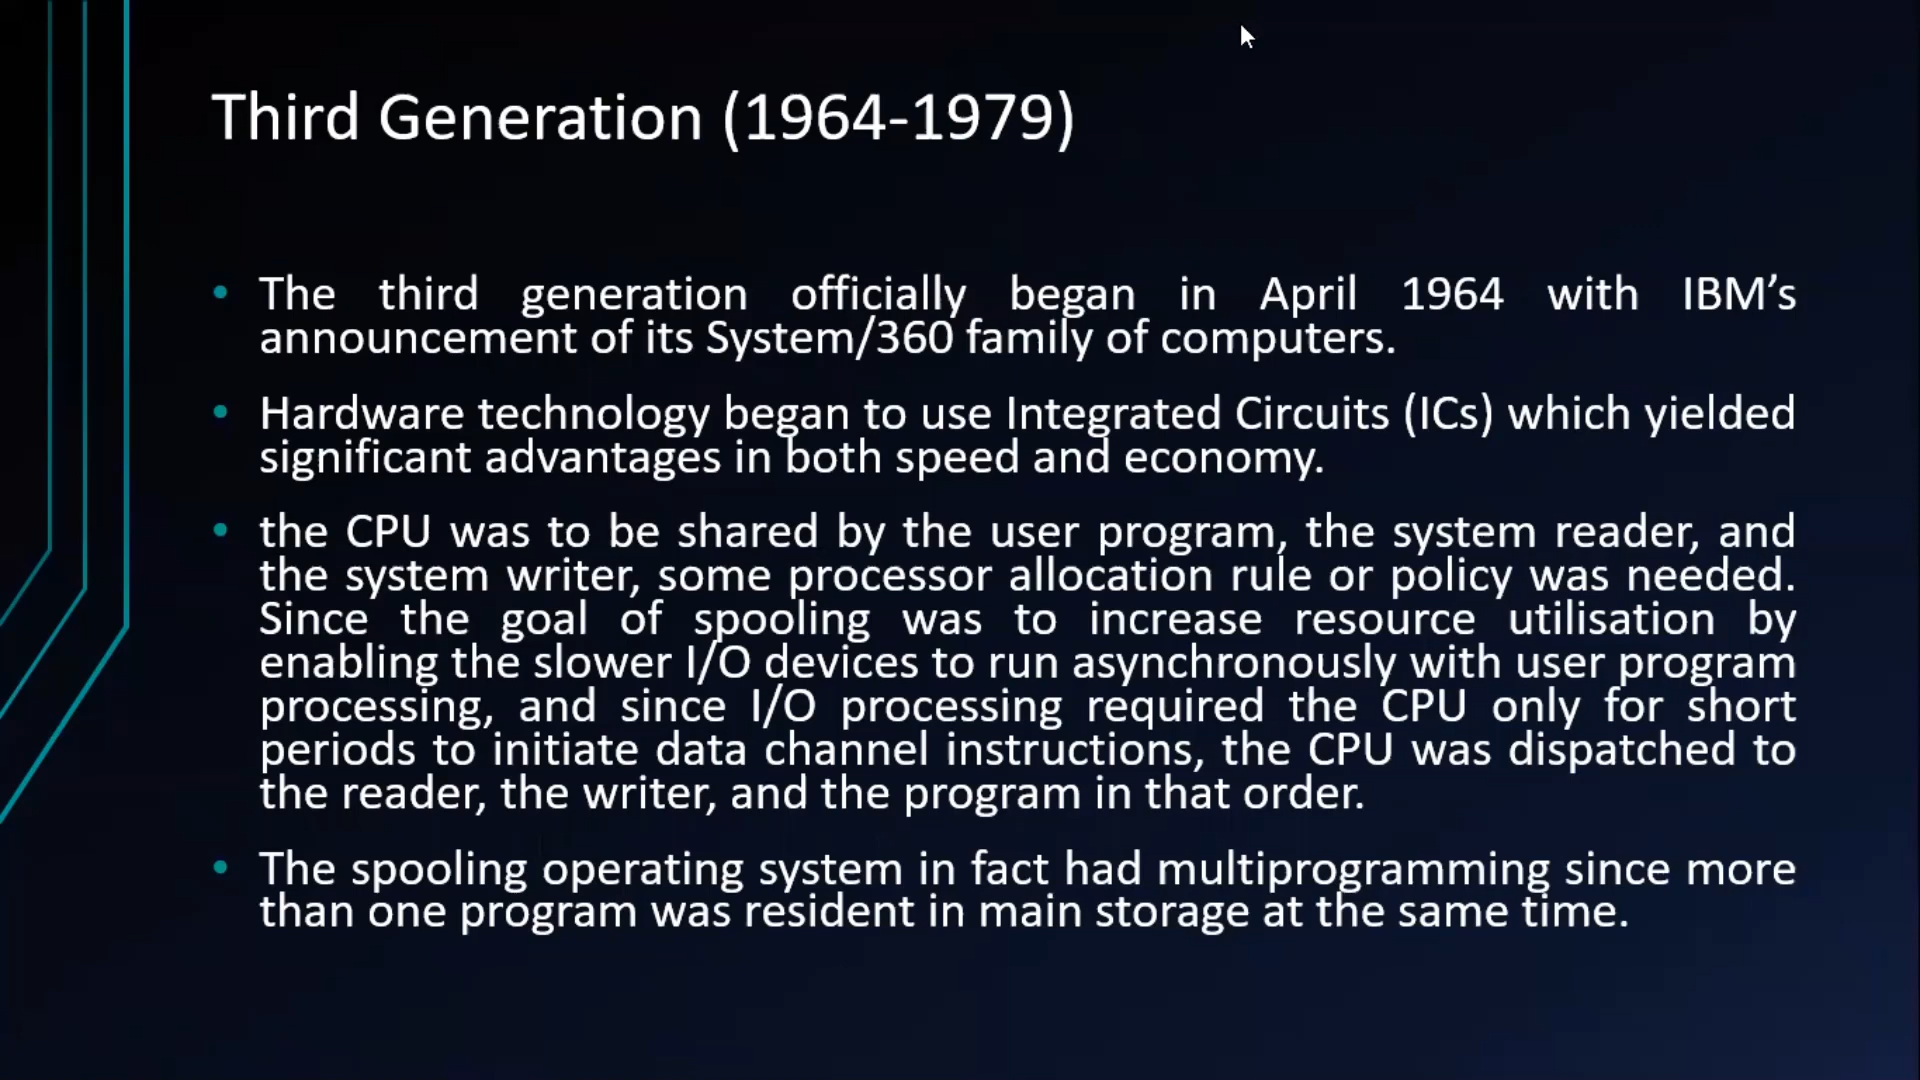 Third Generation (1964-1979)
• The third generation officially began in April 1964 with IBM’s
announcement of its System/360 family of computers.
• Hardware technology began to use Integrated Circuits (ICs) which yielded
significant advantages in both speed and economy.
• the CPU was to be shared by the user program, the system reader, and
the system writer, some processor allocation rule or policy was needed.
Since the goal of spooling was to increase resource utilisation by
enabling the slower I/O devices to run asynchronously with user program
processing, and since I/O processing required the CPU only for short
periods to initiate data channel instructions, the CPU was dispatched to
the reader, the writer, and the program in that order.
• The spooling operating system in fact had multiprogramming since more
than one program was resident in main storage at the same time.